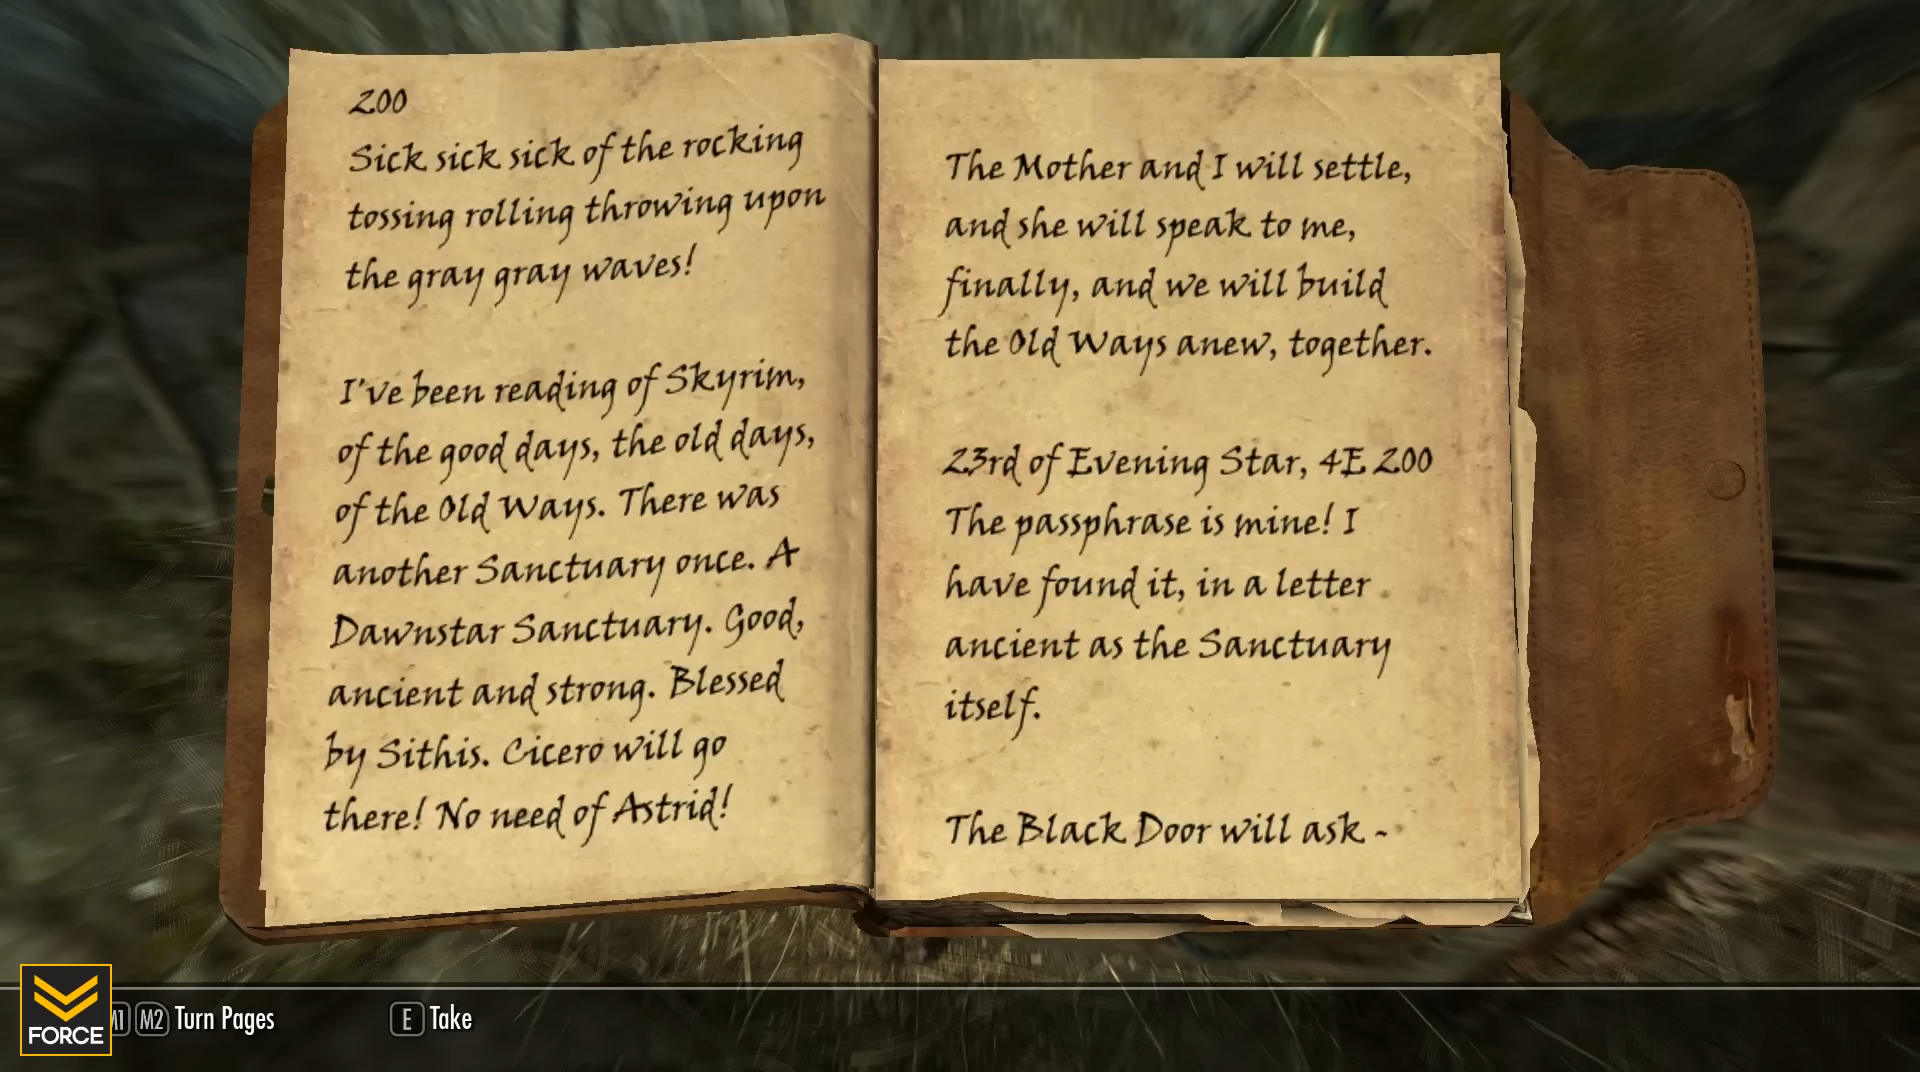 200
Sick sick sick of the rocking
tossing rolling throwing upon
the gray gray waves!
I've been reading of Skyrim,
of the good days, the old days,
of the Old Ways. There was
another Sanctuary once. A
Dawnstar Sanctuary. Good,
ancient and strong. Blessed
by Sithis. Cicero will go
there! No need of Astrid!
The Mother and I will settle,
and she will speak to me,
finally, and we will build
the Old Ways anew, together.
23rd of Evening Star, 4E 200
The passphrase is mine! I
have found it, in a letter
ancient as the Sanctuary
itself.
The Black Door will ask ~
M1 M2 Turn Pages
E Take
FORCE